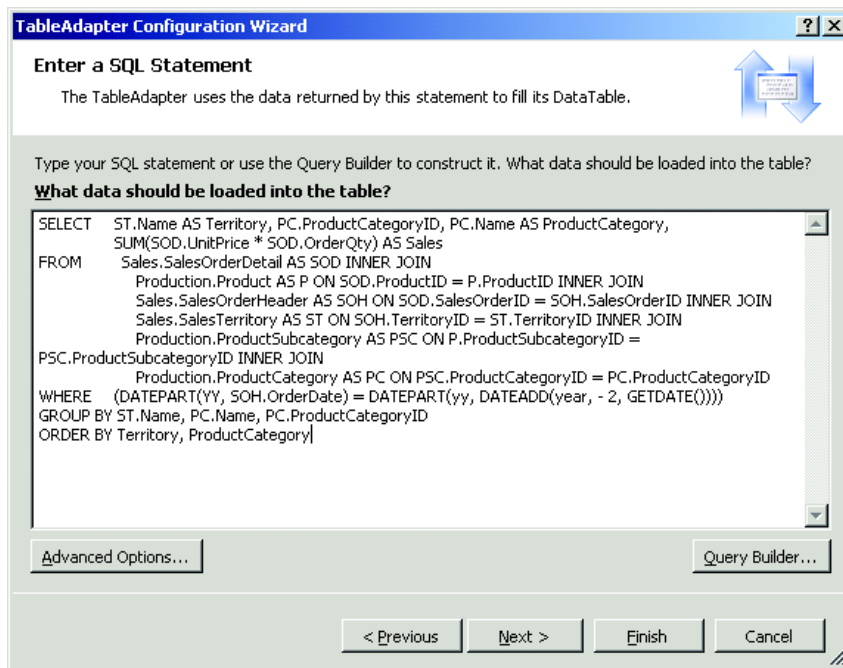 TableAdapter Configuration Wizard
Enter a SQL Statement
The TableAdapter uses the data returned by this statement to fill its DataTable.
Type your SQL statement or use the Query Builder to construct it. What data should be loaded into the table?
What data should be loaded into the table?
SELECT ST.Name AS Territory, PC.ProductCategoryID, PC.Name AS ProductCategory,
SUM(SOD.UnitPrice * SOD.OrderQty) AS Sales
FROM Sales.SalesOrderDetail AS SOD INNER JOIN
Production.Product AS P ON SOD.ProductID = P.ProductID INNER JOIN
Sales.SalesOrderHeader AS SOH ON SOD.SalesOrderID = SOH.SalesOrderID INNER JOIN
Sales.SalesTerritory AS ST ON SOH.TerritoryID = ST.TerritoryID INNER JOIN
Production.ProductSubcategory AS PSC ON P.ProductSubcategoryID =
PSC.ProductSubcategoryID INNER JOIN
Production.ProductCategory AS PC ON PSC.ProductCategoryID = PC.ProductCategoryID
WHERE (DATEPART(YY, SOH.OrderDate) = DATEPART(yy, DATEADD(year, - 2, GETDATE())))
GROUP BY ST.Name, PC.Name, PC.ProductCategoryID
ORDER BY Territory, ProductCategory
Advanced Options...
Query Builder...
< Previous
Next >
Finish
Cancel